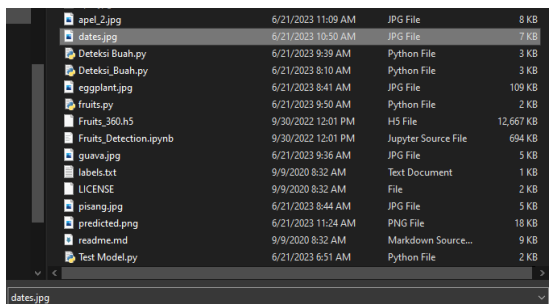 apel_2.jpg 6/21/2023 11:09 AM JPG File 8 KB
dates.jpg 6/21/2023 10:50 AM JPG File 7 KB
Deteksi Buah.py 6/21/2023 9:39 AM Python File 3 KB
Deteksi_Buah.py 6/21/2023 8:10 AM Python File 3 KB
eggplant.jpg 6/21/2023 8:41 AM JPG File 109 KB
fruits.py 6/21/2023 9:50 AM Python File 2 KB
Fruits_360.h5 9/30/2022 12:01 PM H5 File 12,667 KB
Fruits_Detection.ipynb 9/30/2022 12:01 PM Jupyter Source File 694 KB
guava.jpg 6/21/2023 9:36 AM JPG File 5 KB
labels.txt 9/9/2020 8:32 AM Text Document 1 KB
LICENSE 9/9/2020 8:32 AM File 2 KB
pisang.jpg 6/21/2023 8:44 AM JPG File 5 KB
predicted.png 6/21/2023 11:24 AM PNG File 18 KB
readme.md 9/9/2020 8:32 AM Markdown Source... 9 KB
Test Model.py 6/21/2023 6:51 AM Python File 2 KB
dates.jpg